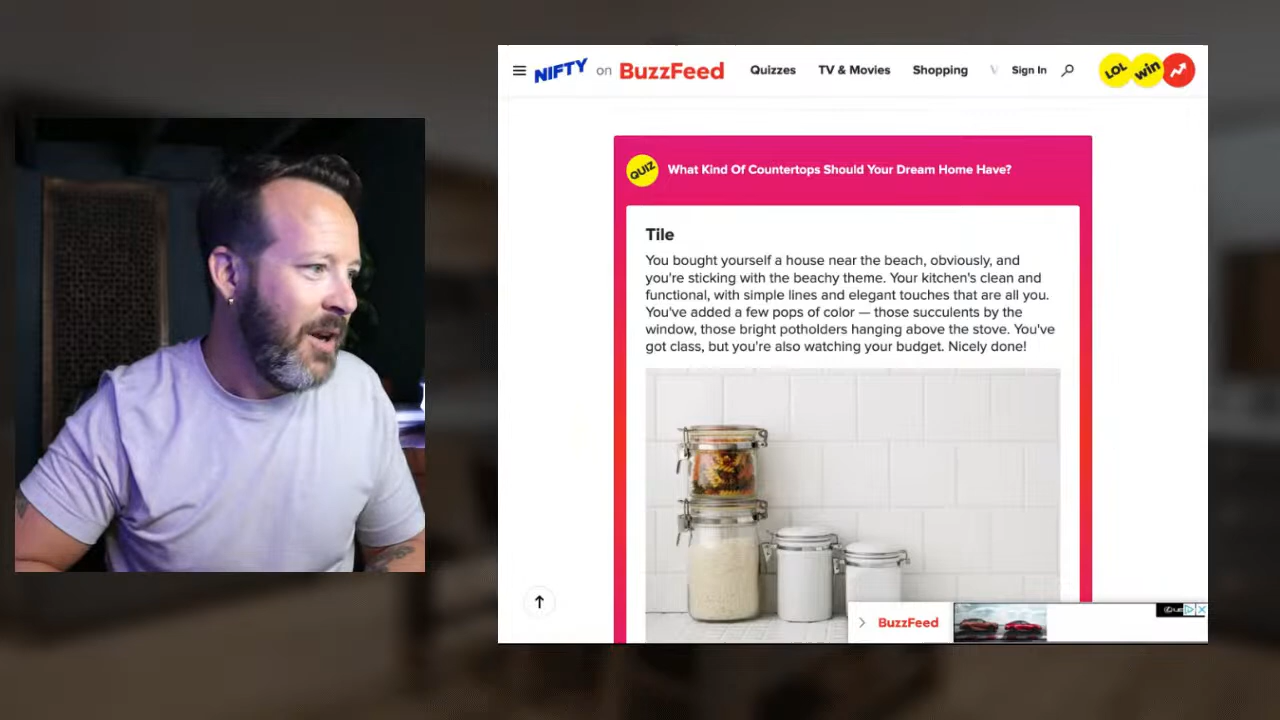 NIFTY on BuzzFeed Quizzes TV & Movies Shopping Sign In LOL win
QUIZ What Kind Of Countertops Should Your Dream Home Have?
Tile
You bought yourself a house near the beach, obviously, and
you're sticking with the beachy theme. Your kitchen's clean and
functional, with simple lines and elegant touches that are all you.
You've added a few pops of color — those succulents by the
window, those bright potholders hanging above the stove. You've
got class, but you're also watching your budget. Nicely done!
BuzzFeed